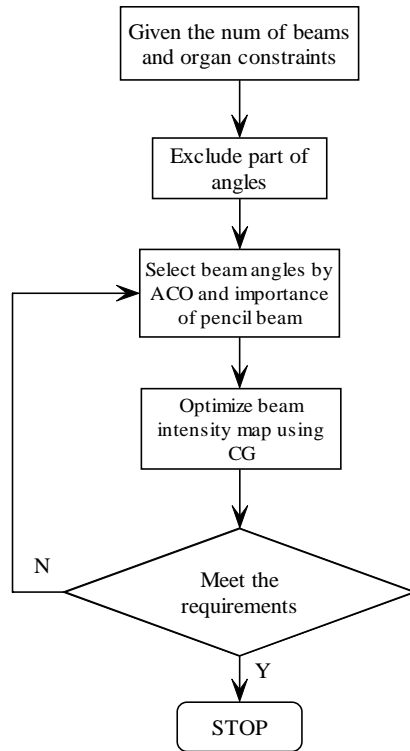 Given the num of beams
and organ constraints
Exclude part of
angles
Select beam angles by
ACO and importance
of pencil beam
Optimize beam
intensity map using
CG
N
Meet the
requirements
Y
STOP